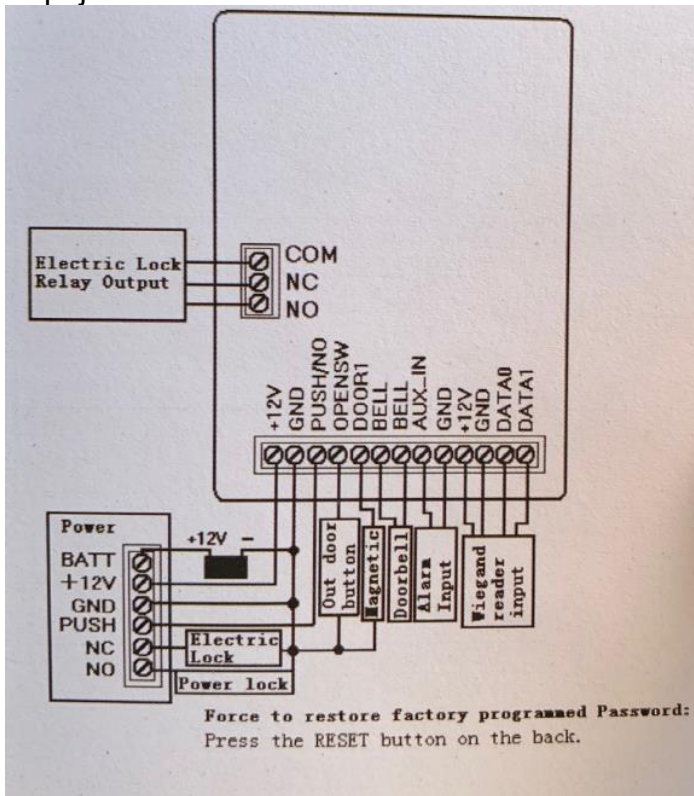 Electric Lock
Relay Output
COM
NC
NO
+12V
GND
PUSH/NO
OPENSW
DOOR1
BELL
BELL
AUX_IN
GND
+12V
GND
DATA0
DATA1
Power
BATT
+12V
GND
PUSH
NC
NO
+12V −
Out door
button
Magnetic
Doorbell
Alarm
Input
Wiegand
reader
input
Electric
Lock
Power lock
Force to restore factory programmed Password:
Press the RESET button on the back.